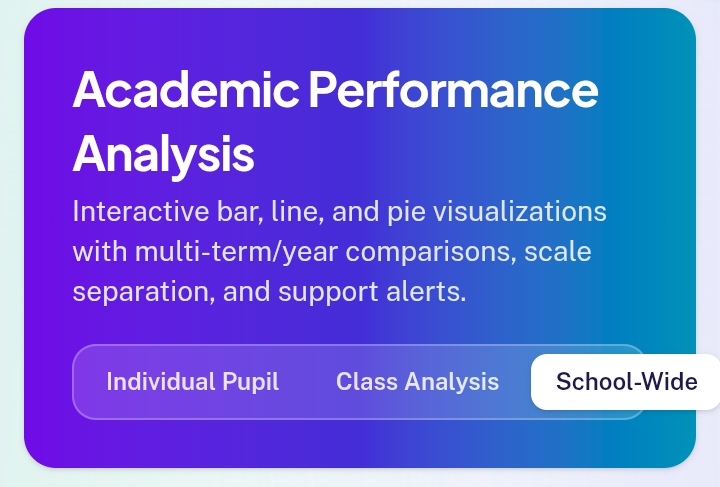 Academic Performance
Analysis
Interactive bar, line, and pie visualizations
with multi-term/year comparisons, scale
separation, and support alerts.
Individual Pupil Class Analysis School-Wide